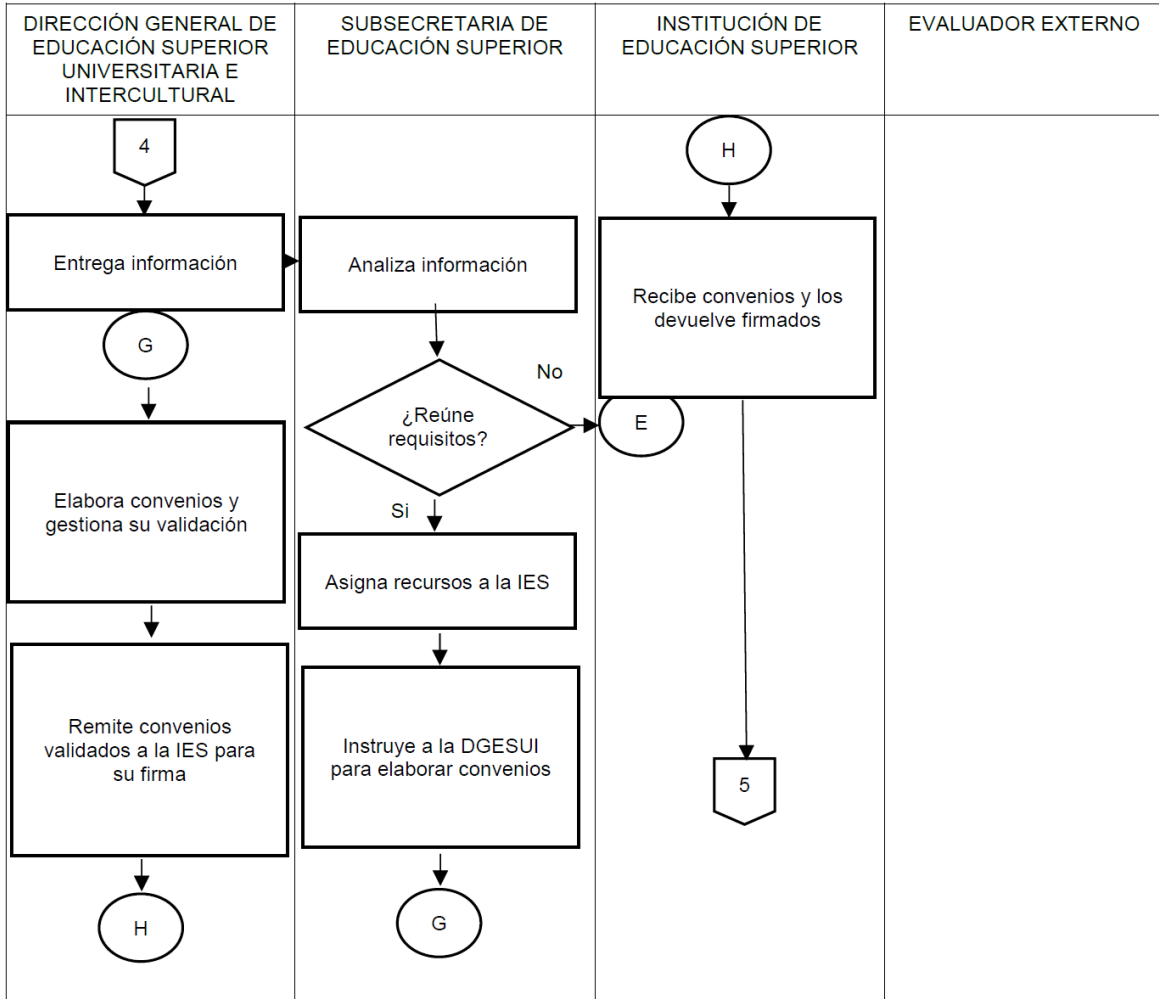 DIRECCIÓN GENERAL DE
EDUCACIÓN SUPERIOR
UNIVERSITARIA E
INTERCULTURAL
SUBSECRETARIA DE
EDUCACIÓN SUPERIOR
INSTITUCIÓN DE
EDUCACIÓN SUPERIOR
EVALUADOR EXTERNO
4
Entrega información
G
Elabora convenios y
gestiona su validación
Remite convenios
validados a la IES para
su firma
H
Analiza información
¿Reúne
requisitos?
No
Si
Asigna recursos a la IES
Instruye a la DGESUI
para elaborar convenios
G
H
Recibe convenios y los
devuelve firmados
E
5